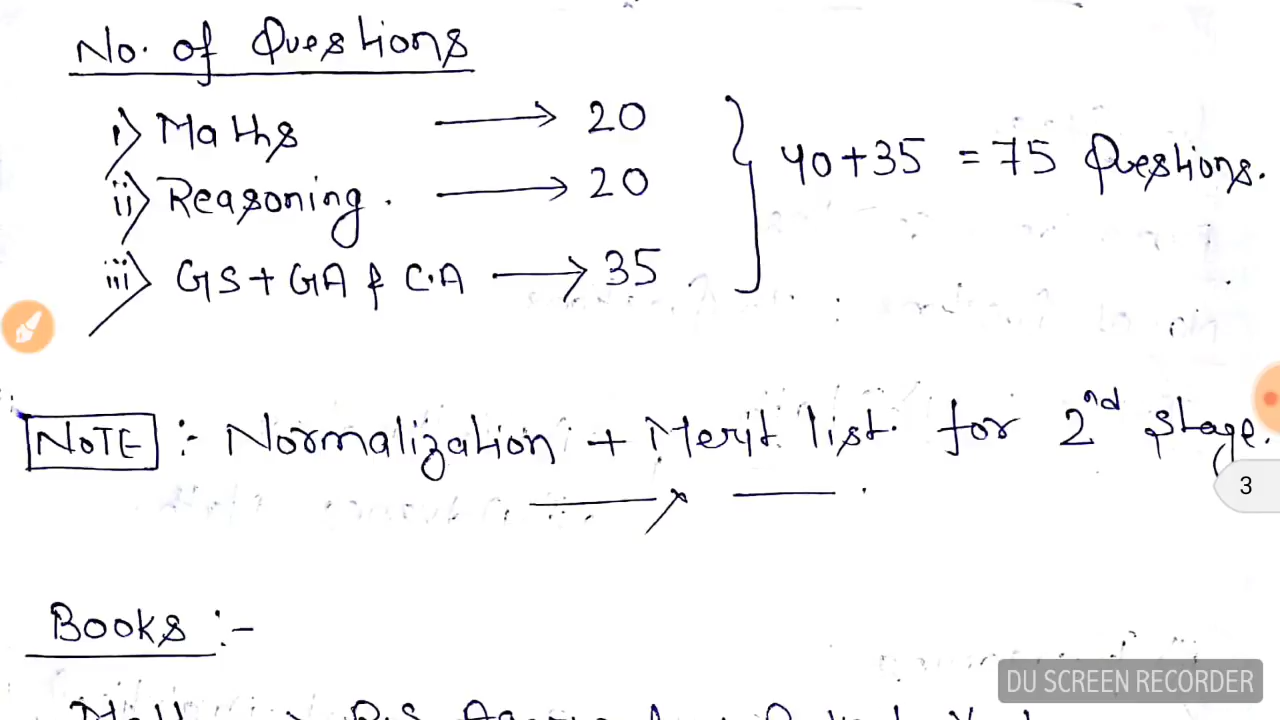 No. of Questions
i) Maths → 20
ii) Reasoning. → 20
iii) GS + GA & C.A → 35
} 40 + 35 = 75 Questions.
NOTE :- Normalization + Merit list. for 2nd stage.
3
Books :-
DU SCREEN RECORDER